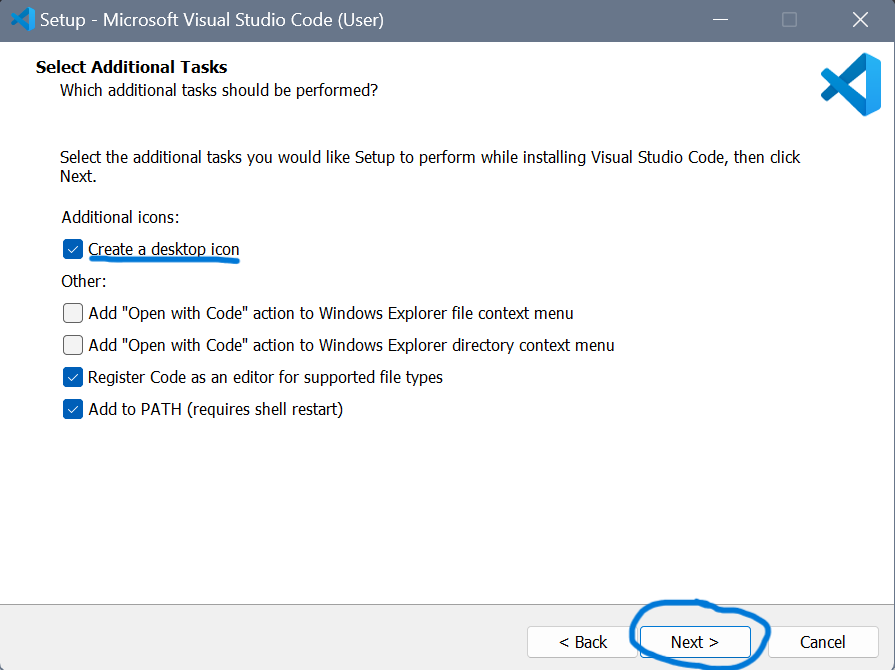 Setup - Microsoft Visual Studio Code (User)
Select Additional Tasks
Which additional tasks should be performed?
Select the additional tasks you would like Setup to perform while installing Visual Studio Code, then click
Next.
Additional icons:
Create a desktop icon
Other:
Add "Open with Code" action to Windows Explorer file context menu
Add "Open with Code" action to Windows Explorer directory context menu
Register Code as an editor for supported file types
Add to PATH (requires shell restart)
< Back Next > Cancel